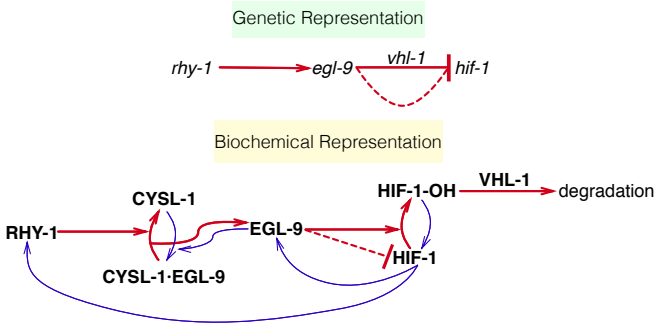 Genetic Representation
rhy-1 egl-9 vhl-1 hif-1
Biochemical Representation
CYSL-1 HIF-1-OH VHL-1 degradation
RHY-1 EGL-9
CYSL-1·EGL-9 HIF-1